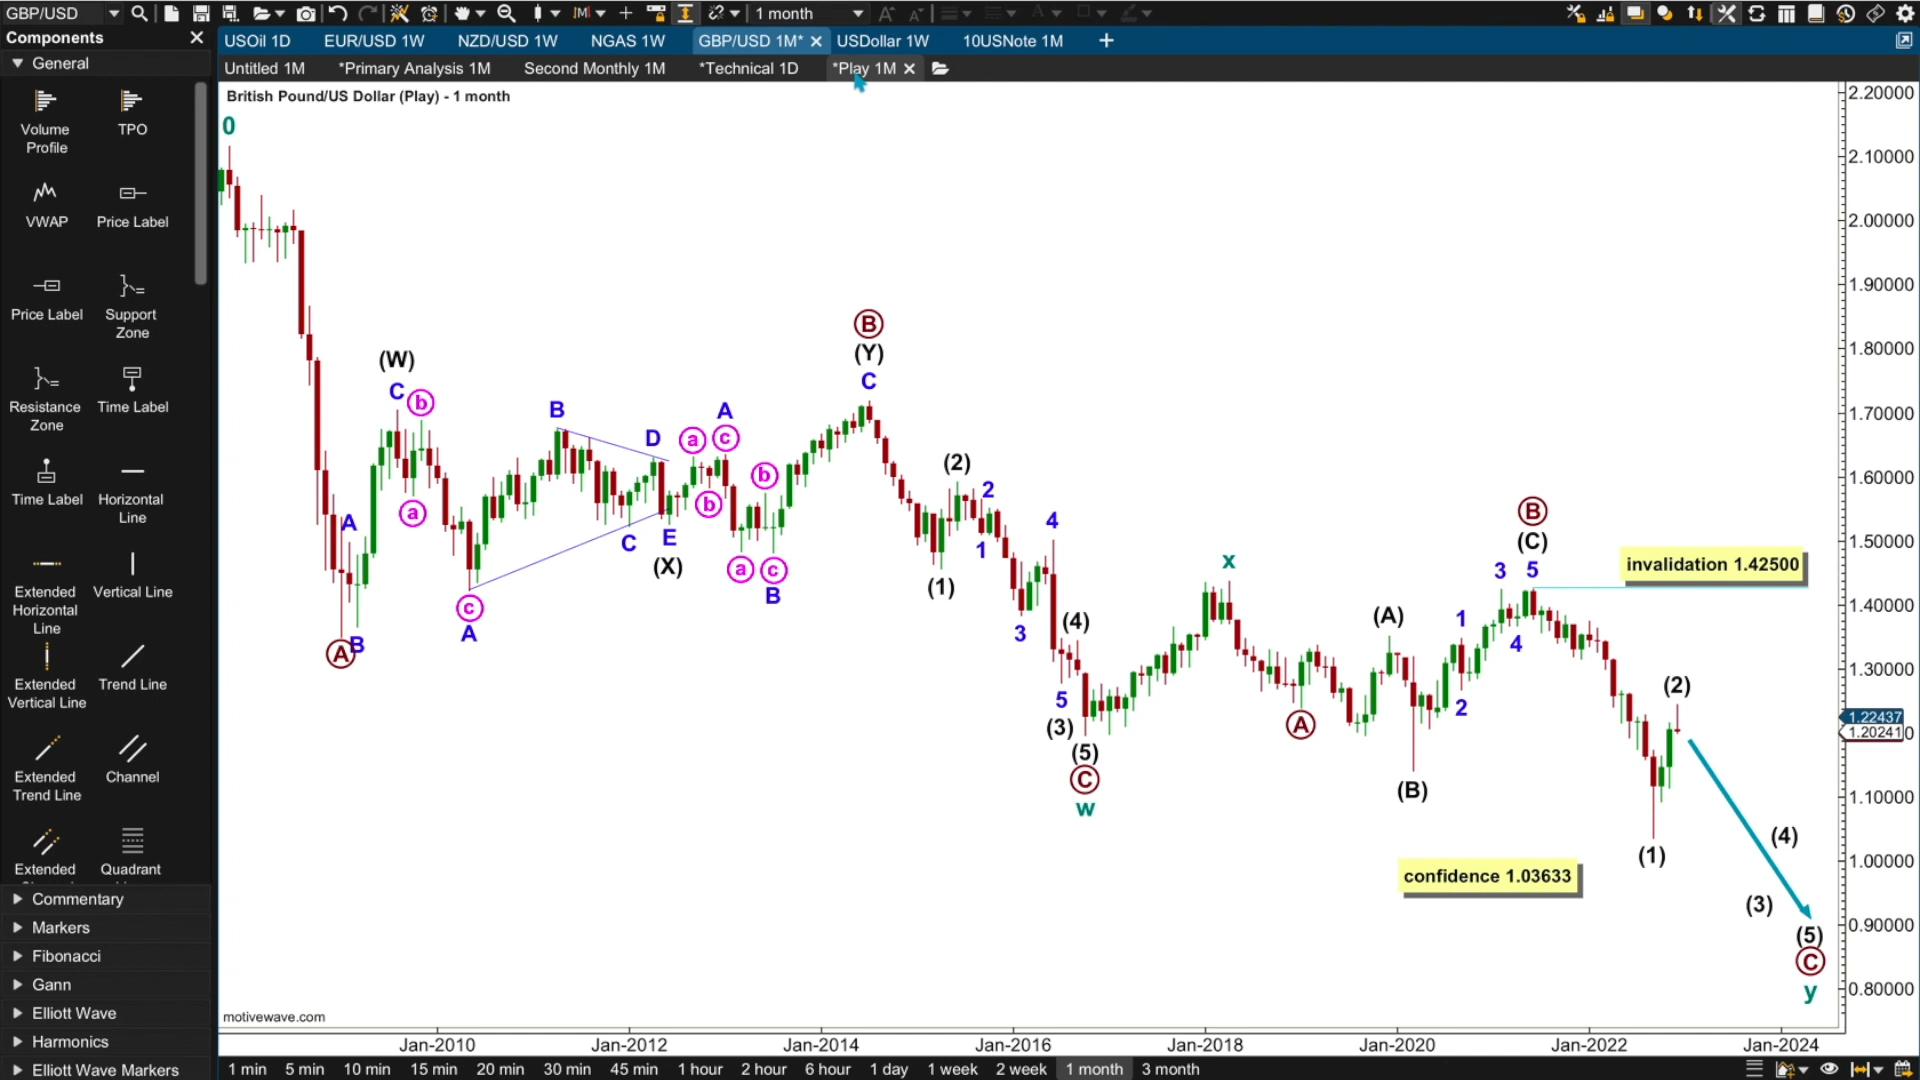 GBP/USD
1 month
Components
USOil 1D
EUR/USD 1W
NZD/USD 1W
NGAS 1W
GBP/USD 1M*
USDollar 1W
10USNote 1M
General
Untitled 1M
*Primary Analysis 1M
Second Monthly 1M
*Technical 1D
*Play 1M
Volume
Profile
TPO
VWAP
Price Label
Price Label
Support
Zone
Resistance
Zone
Time Label
Time Label
Horizontal
Line
Extended
Horizontal
Line
Vertical Line
Extended
Vertical Line
Trend Line
Extended
Trend Line
Channel
Extended
Quadrant
Commentary
Markers
Fibonacci
Gann
Elliott Wave
Harmonics
Elliott Wave Markers
British Pound/US Dollar (Play) - 1 month
0
(W)
C
b
A
a
B
A
B
D
A
a
c
b
b
C
E
(X)
a
c
B
c
A
B
(Y)
C
(2)
2
1
(1)
4
3
(4)
5
(3)
(5)
C
w
x
A
(A)
(B)
1
2
3
4
B
(C)
5
invalidation 1.42500
(2)
(1)
confidence 1.03633
(4)
(3)
(5)
C
y
2.20000
2.10000
2.00000
1.90000
1.80000
1.70000
1.60000
1.50000
1.40000
1.30000
1.22437
1.20241
1.10000
1.00000
0.90000
0.80000
motivewave.com
Jan-2010
Jan-2012
Jan-2014
Jan-2016
Jan-2018
Jan-2020
Jan-2022
Jan-2024
1 min
5 min
10 min
15 min
20 min
30 min
45 min
1 hour
2 hour
6 hour
1 day
1 week
2 week
1 month
3 month